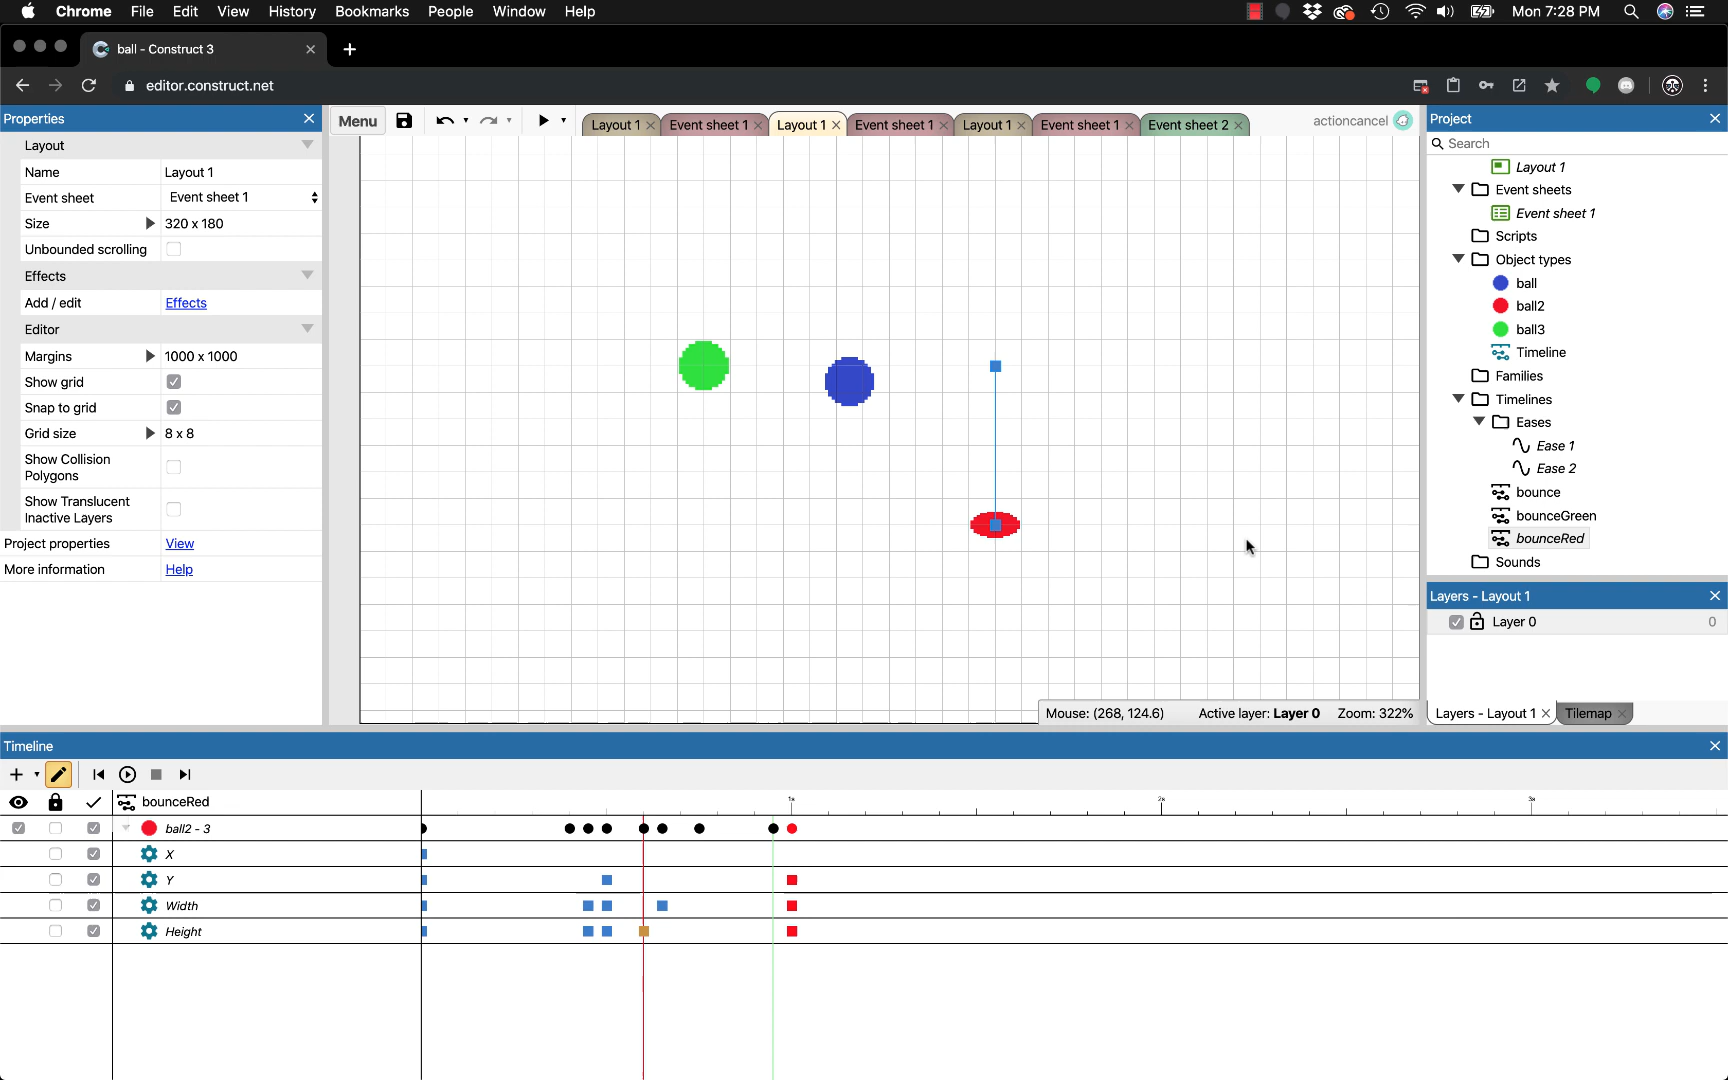 Chrome File Edit View History Bookmarks People Window Help Mon 7:28 PM
ball - Construct 3
editor.construct.net
Properties
Layout
Name Layout 1
Event sheet Event sheet 1
Size 320 x 180
Unbounded scrolling
Effects
Add / edit Effects
Editor
Margins 1000 x 1000
Show grid
Snap to grid
Grid size 8 x 8
Show Collision
Polygons
Show Translucent
Inactive Layers
Project properties View
More information Help
Menu
Layout 1 Event sheet 1 Layout 1 Event sheet 1 Layout 1 Event sheet 1 Event sheet 2
actioncancel
Mouse: (268, 124.6) Active layer: Layer 0 Zoom: 322%
Project
Search
Layout 1
Event sheets
Event sheet 1
Scripts
Object types
ball
ball2
ball3
Timeline
Families
Timelines
Eases
Ease 1
Ease 2
bounce
bounceGreen
bounceRed
Sounds
Layers - Layout 1
Layer 0 0
Layers - Layout 1 Tilemap
Timeline
bounceRed 1s 2s 3s
ball2 - 3
X
Y
Width
Height